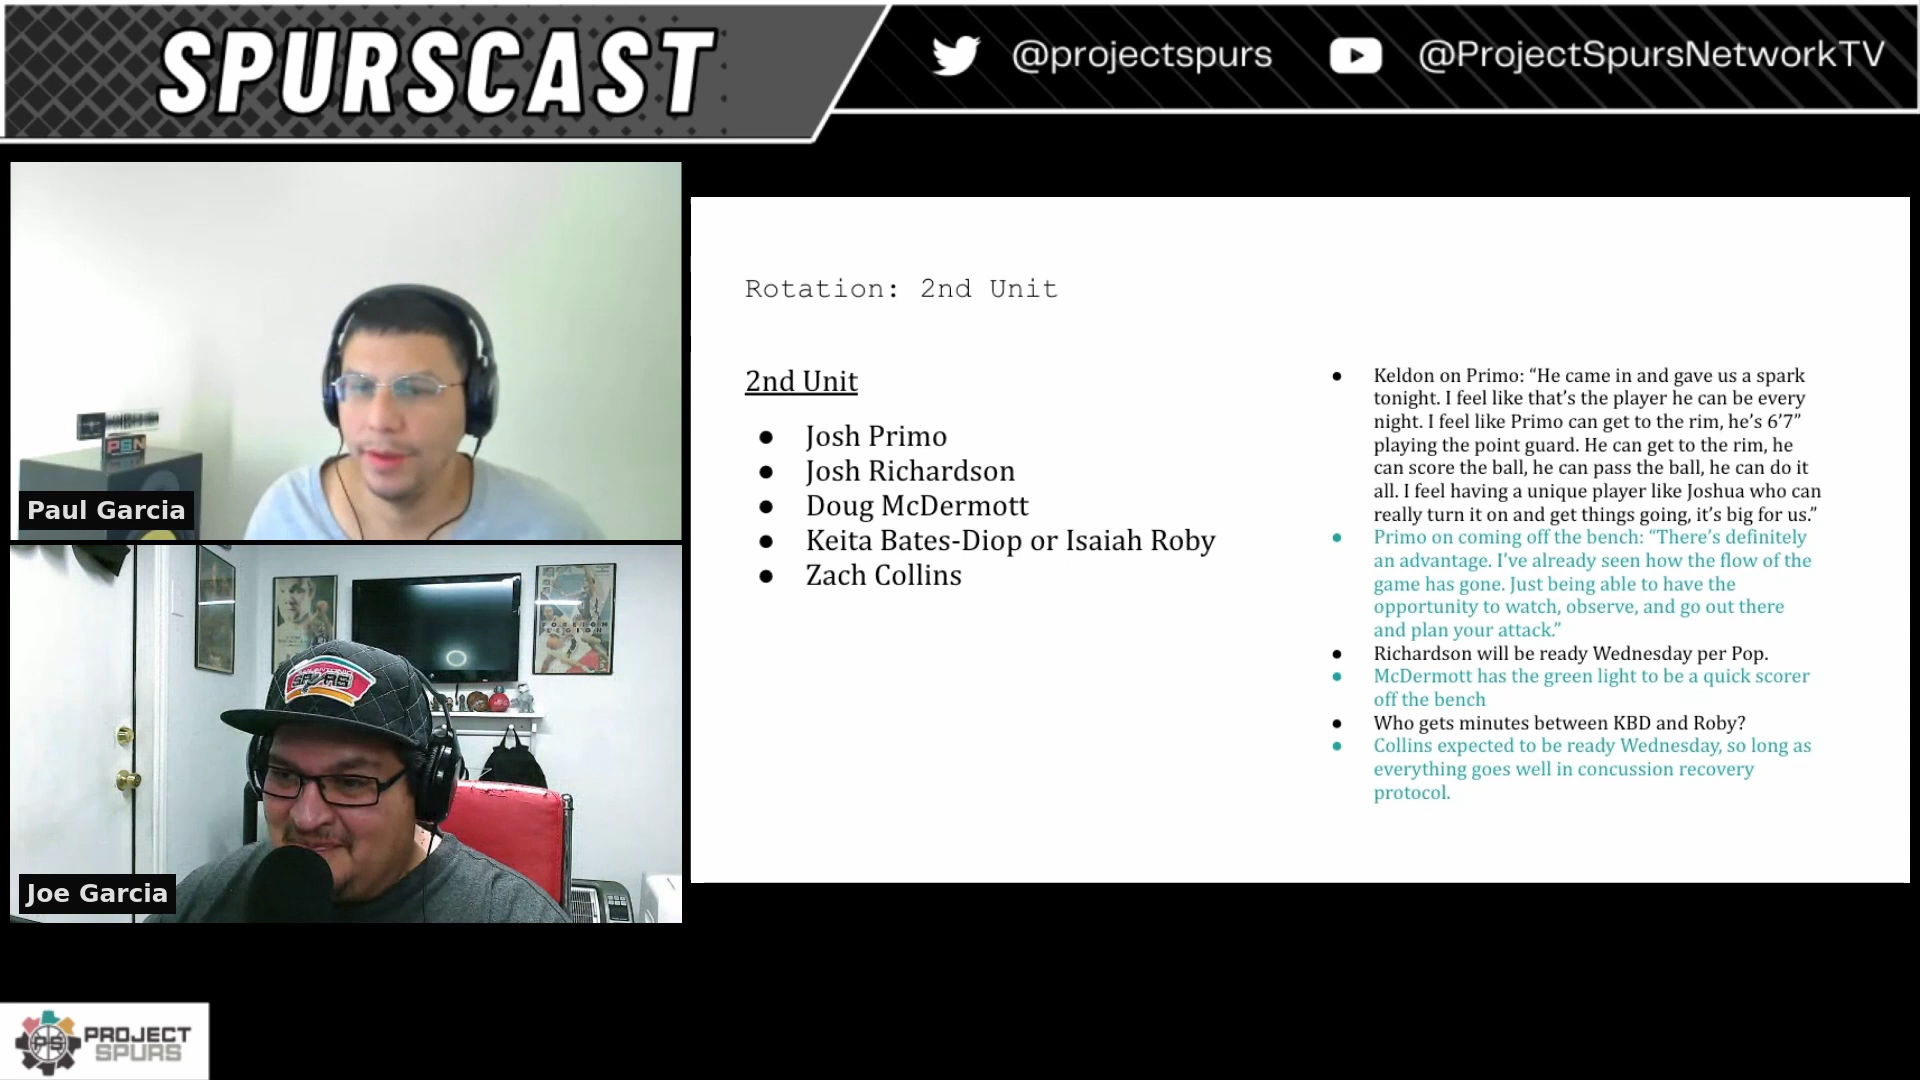 SPURSCAST
@projectspurs
@ProjectSpursNetworkTV
PSN
Paul Garcia
SPURS
FOREIGN
LEGION
Joe Garcia
Rotation: 2nd Unit
2nd Unit
● Josh Primo
● Josh Richardson
● Doug McDermott
● Keita Bates-Diop or Isaiah Roby
● Zach Collins
● Keldon on Primo: “He came in and gave us a spark
tonight. I feel like that’s the player he can be every
night. I feel like Primo can get to the rim, he’s 6’7”
playing the point guard. He can get to the rim, he
can score the ball, he can pass the ball, he can do it
all. I feel having a unique player like Joshua who can
really turn it on and get things going, it’s big for us.”
● Primo on coming off the bench: “There’s definitely
an advantage. I’ve already seen how the flow of the
game has gone. Just being able to have the
opportunity to watch, observe, and go out there
and plan your attack.”
● Richardson will be ready Wednesday per Pop.
● McDermott has the green light to be a quick scorer
off the bench
● Who gets minutes between KBD and Roby?
● Collins expected to be ready Wednesday, so long as
everything goes well in concussion recovery
protocol.
PS
PROJECT
SPURS